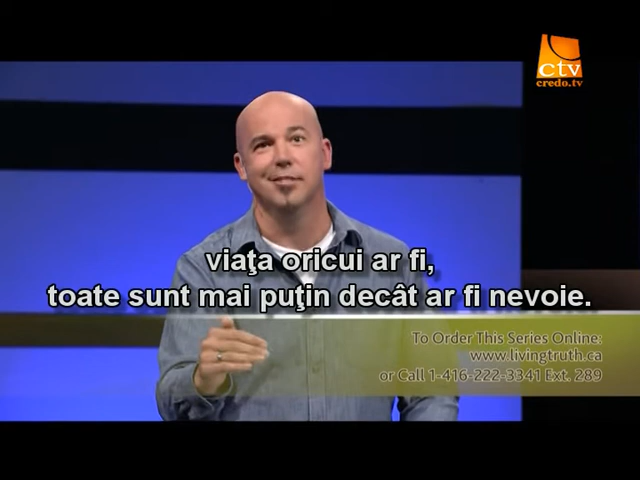 ctv
credo.tv
viaţa oricui ar fi,
toate sunt mai puţin decât ar fi nevoie.
To Order This Series Online:
www.livingtruth.ca
or Call 1-416-222-3341 Ext. 289